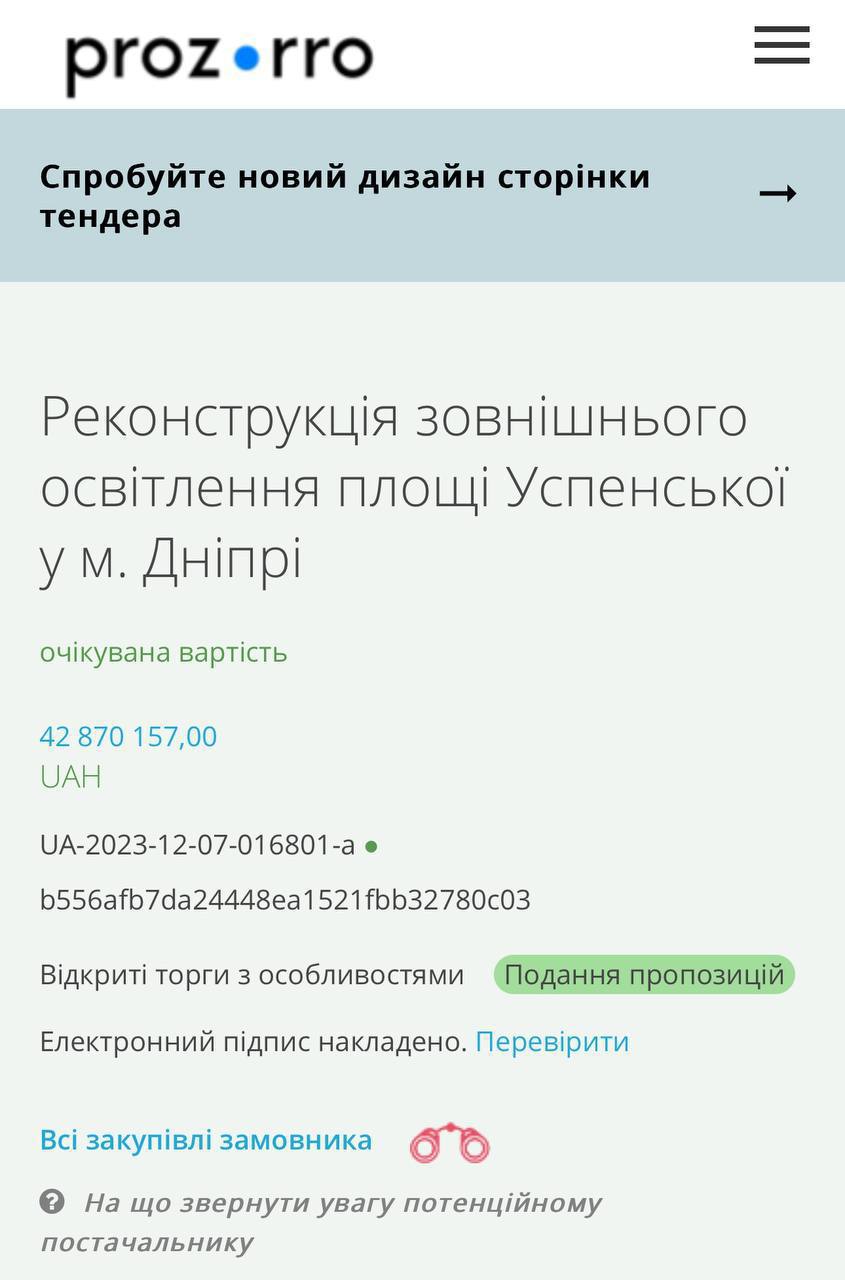 prozorro
Спробуйте новий дизайн сторінки
тендера
Реконструкція зовнішнього
освітлення площі Успенської
у м. Дніпрі
очікувана вартість
42 870 157,00
UAH
UA-2023-12-07-016801-a
b556afb7da24448ea1521fbb32780c03
Відкриті торги з особливостями Подання пропозицій
Електронний підпис накладено. Перевірити
Всі закупівлі замовника
? На що звернути увагу потенційному
постачальнику